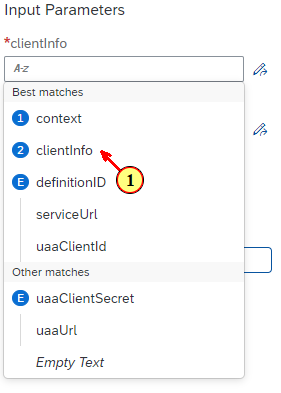 Input Parameters
*clientInfo
A-z
Best matches
1 context
2 clientInfo
1
E definitionID
serviceUrl
uaaClientId
Other matches
E uaaClientSecret
uaaUrl
Empty Text